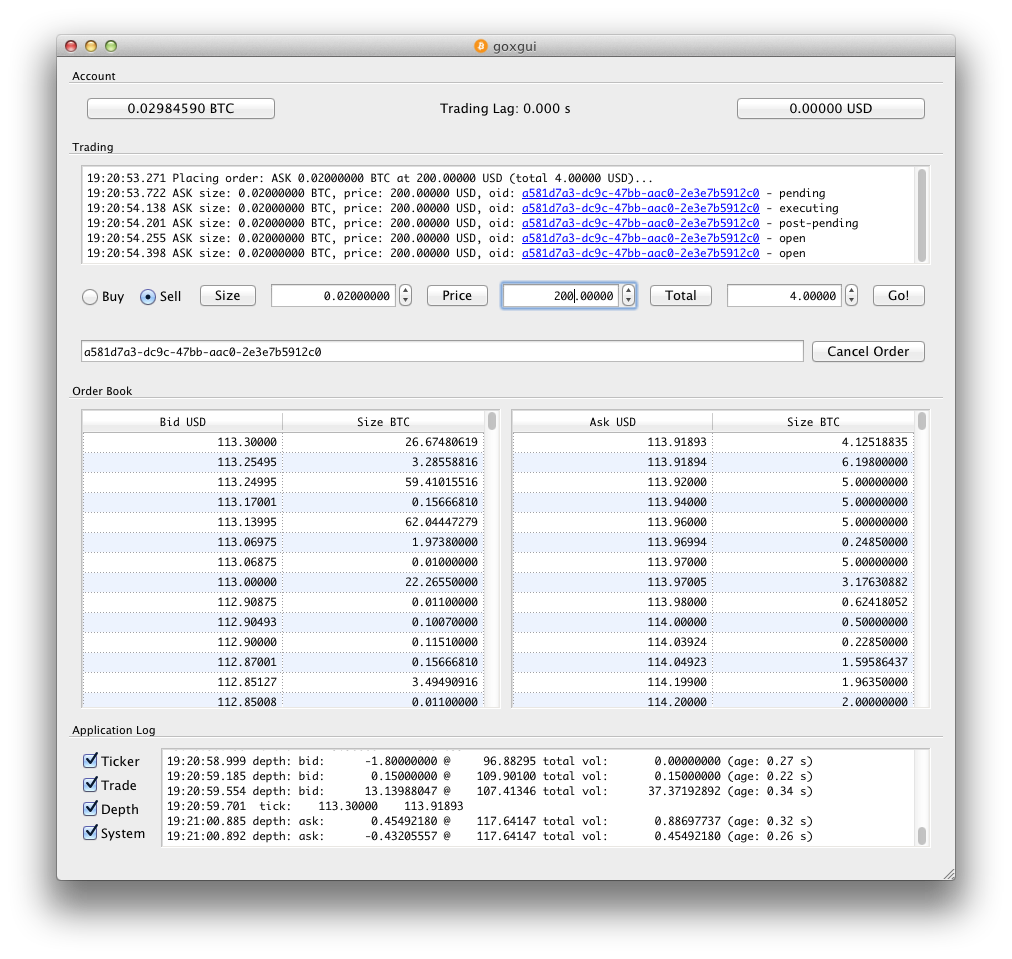 goxgui
Account
0.02984590 BTC Trading Lag: 0.000 s 0.00000 USD
Trading
19:20:53.271 Placing order: ASK 0.02000000 BTC at 200.00000 USD (total 4.00000 USD)...
19:20:53.722 ASK size: 0.02000000 BTC, price: 200.00000 USD, oid: a581d7a3-dc9c-47bb-aac0-2e3e7b5912c0 - pending
19:20:54.138 ASK size: 0.02000000 BTC, price: 200.00000 USD, oid: a581d7a3-dc9c-47bb-aac0-2e3e7b5912c0 - executing
19:20:54.201 ASK size: 0.02000000 BTC, price: 200.00000 USD, oid: a581d7a3-dc9c-47bb-aac0-2e3e7b5912c0 - post-pending
19:20:54.255 ASK size: 0.02000000 BTC, price: 200.00000 USD, oid: a581d7a3-dc9c-47bb-aac0-2e3e7b5912c0 - open
19:20:54.398 ASK size: 0.02000000 BTC, price: 200.00000 USD, oid: a581d7a3-dc9c-47bb-aac0-2e3e7b5912c0 - open
Buy Sell Size 0.02000000 Price 200.00000 Total 4.00000 Go!
a581d7a3-dc9c-47bb-aac0-2e3e7b5912c0 Cancel Order
Order Book
Bid USD Size BTC Ask USD Size BTC
113.30000 26.67480619 113.91893 4.12518835
113.25495 3.28558816 113.91894 6.19800000
113.24995 59.41015516 113.92000 5.00000000
113.17001 0.15666810 113.94000 5.00000000
113.13995 62.04447279 113.96000 5.00000000
113.06975 1.97380000 113.96994 0.24850000
113.06875 0.01000000 113.97000 5.00000000
113.00000 22.26550000 113.97005 3.17630882
112.90875 0.01100000 113.98000 0.62418052
112.90493 0.10070000 114.00000 0.50000000
112.90000 0.11510000 114.03924 0.22850000
112.87001 0.15666810 114.04923 1.59586437
112.85127 3.49490916 114.19900 1.96350000
112.85008 0.01100000 114.20000 2.00000000
Application Log
Ticker
Trade
Depth
System
19:20:58.999 depth: bid: -1.80000000 @ 96.88295 total vol: 0.00000000 (age: 0.27 s)
19:20:59.185 depth: bid: 0.15000000 @ 109.90100 total vol: 0.15000000 (age: 0.22 s)
19:20:59.554 depth: bid: 13.13988047 @ 107.41346 total vol: 37.37192892 (age: 0.34 s)
19:20:59.701 tick: 113.30000 113.91893
19:21:00.885 depth: ask: 0.45492180 @ 117.64147 total vol: 0.88697737 (age: 0.32 s)
19:21:00.892 depth: ask: -0.43205557 @ 117.64147 total vol: 0.45492180 (age: 0.26 s)